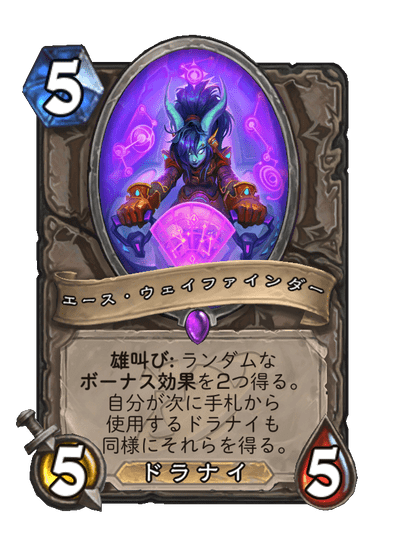 5
エース・ウェイファインダー
雄叫び: ランダムな
ボーナス効果を2つ得る。
自分が次に手札から
使用するドラナイも
同様にそれらを得る。
5
ドラナイ
5